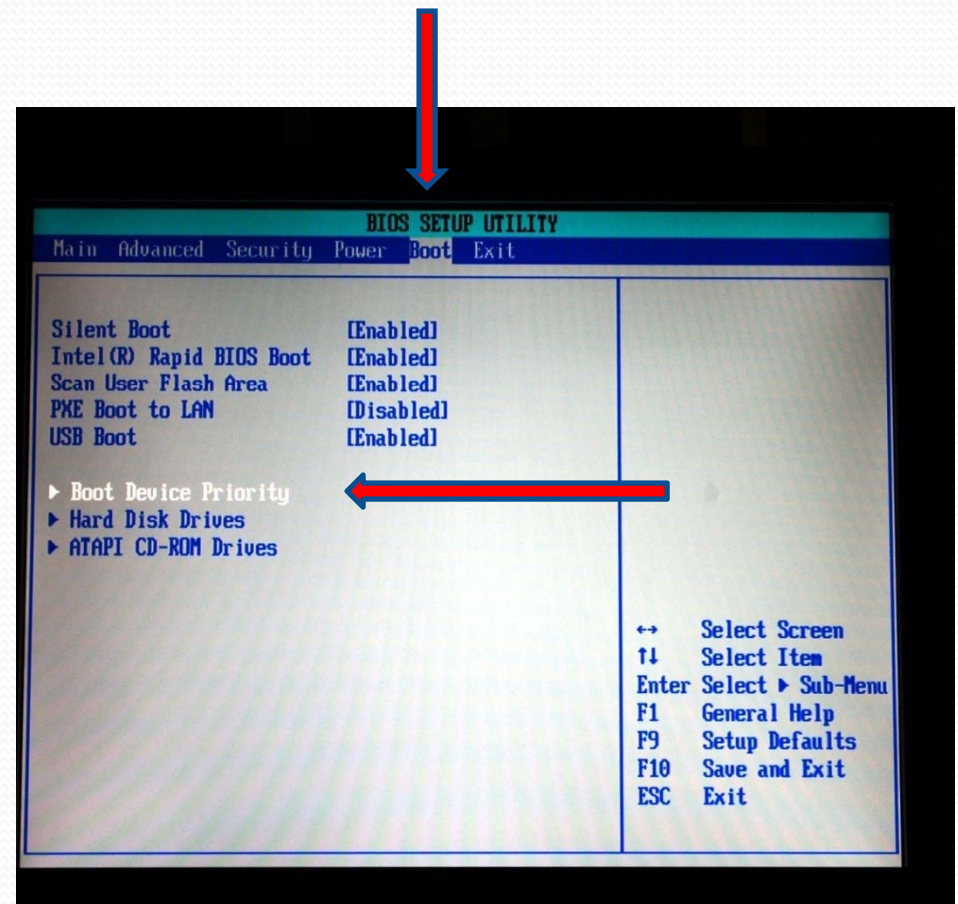 BIOS SETUP UTILITY
Main Advanced Security Power Boot Exit
Silent Boot [Enabled]
Intel(R) Rapid BIOS Boot [Enabled]
Scan User Flash Area [Enabled]
PXE Boot to LAN [Disabled]
USB Boot [Enabled]
▶ Boot Device Priority
▶ Hard Disk Drives
▶ ATAPI CD-ROM Drives
↔ Select Screen
↑↓ Select Item
Enter Select ▶ Sub-Menu
F1 General Help
F9 Setup Defaults
F10 Save and Exit
ESC Exit